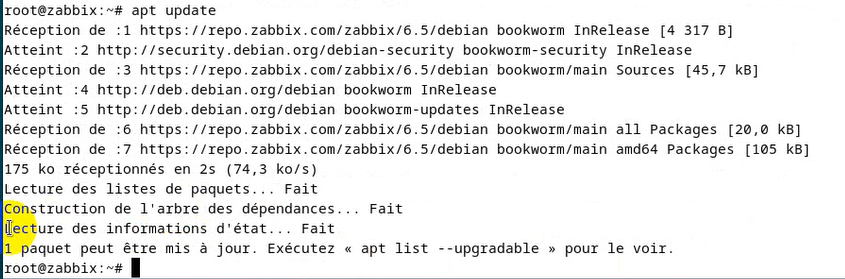 root@zabbix:~# apt update
Réception de :1 https://repo.zabbix.com/zabbix/6.5/debian bookworm InRelease [4 317 B]
Atteint :2 http://security.debian.org/debian-security bookworm-security InRelease
Réception de :3 https://repo.zabbix.com/zabbix/6.5/debian bookworm/main Sources [45,7 kB]
Atteint :4 http://deb.debian.org/debian bookworm InRelease
Atteint :5 http://deb.debian.org/debian bookworm-updates InRelease
Réception de :6 https://repo.zabbix.com/zabbix/6.5/debian bookworm/main all Packages [20,0 kB]
Réception de :7 https://repo.zabbix.com/zabbix/6.5/debian bookworm/main amd64 Packages [105 kB]
175 ko réceptionnés en 2s (74,3 ko/s)
Lecture des listes de paquets... Fait
Construction de l'arbre des dépendances... Fait
Lecture des informations d'état... Fait
1 paquet peut être mis à jour. Exécutez « apt list --upgradable » pour le voir.
root@zabbix:~#